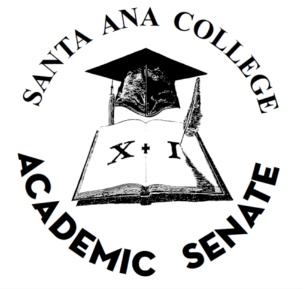 SANTA ANA COLLEGE
X + I
ACADEMIC SENATE